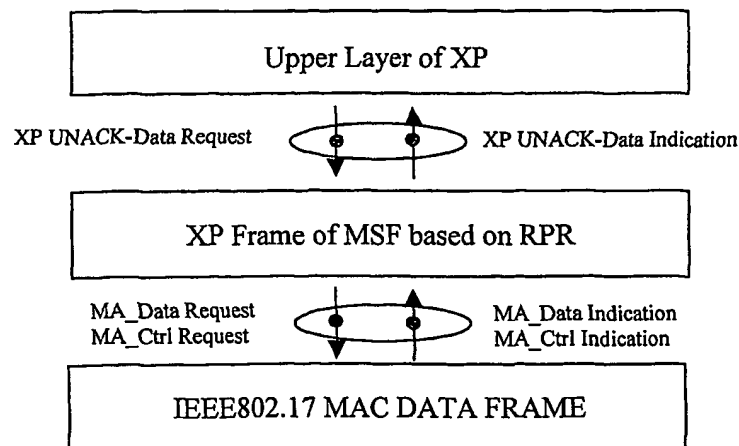 Upper Layer of XP
XP UNACK-Data Request
XP UNACK-Data Indication
XP Frame of MSF based on RPR
MA_Data Request
MA_Ctrl Request
MA_Data Indication
MA_Ctrl Indication
IEEE802.17 MAC DATA FRAME